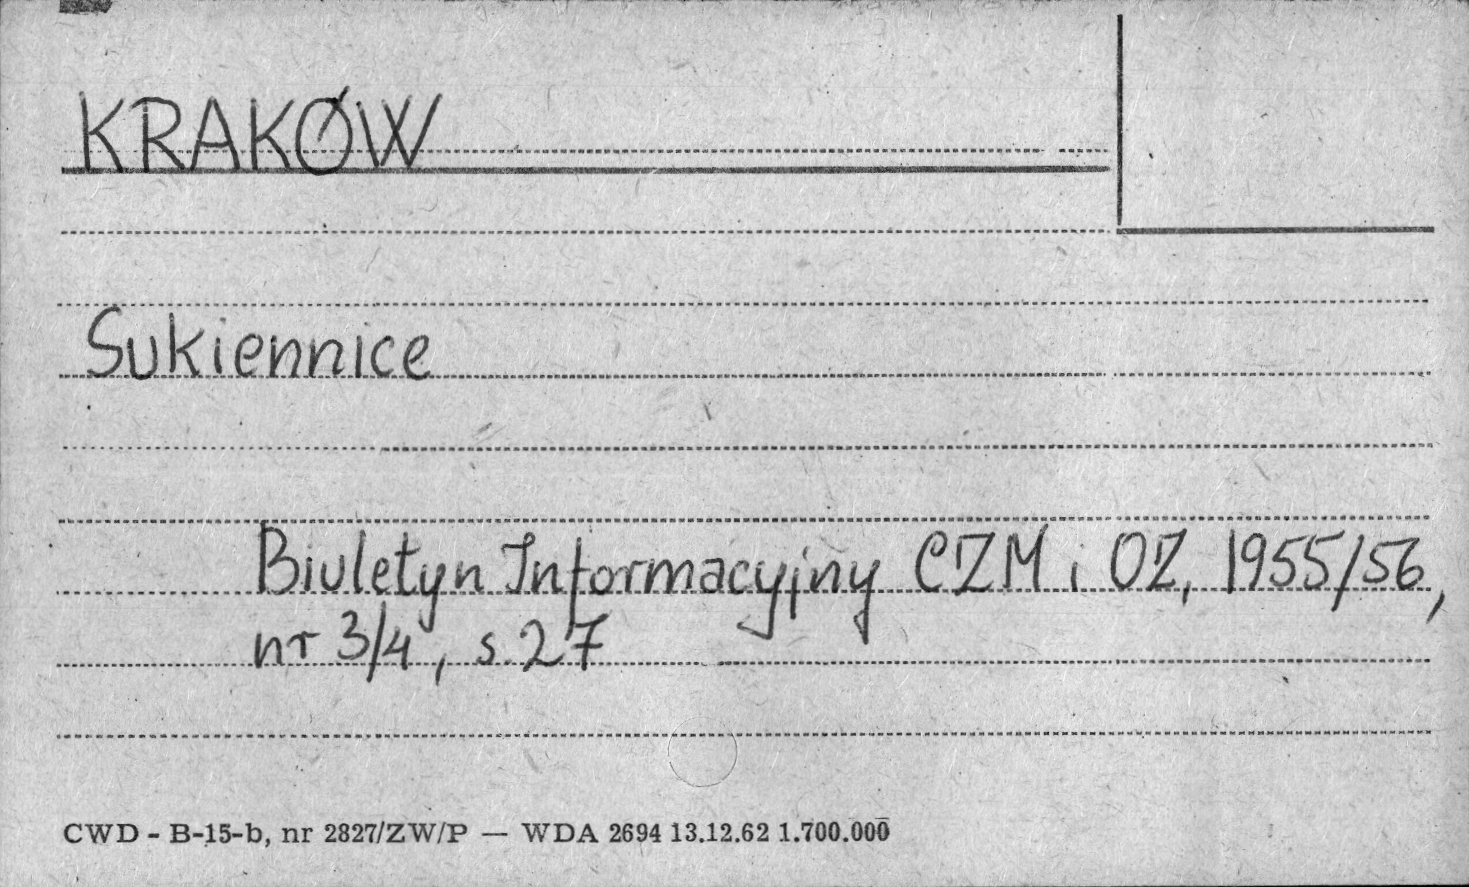 KRAKÓW
Sukiennice
Biuletyn Informacyjny CZM i OZ, 1955/56,
nr 3/4, s. 27
CWD - B-15-b, nr 2827/ZW/P — WDA 2694 13.12.62 1.700.000